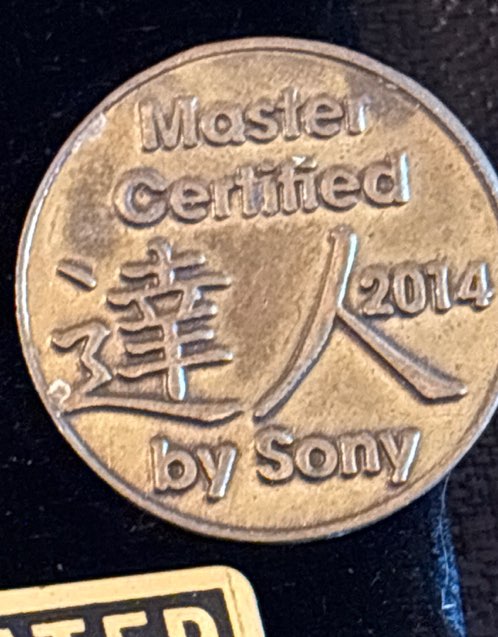 Master
Certified
達人 2014
by Sony